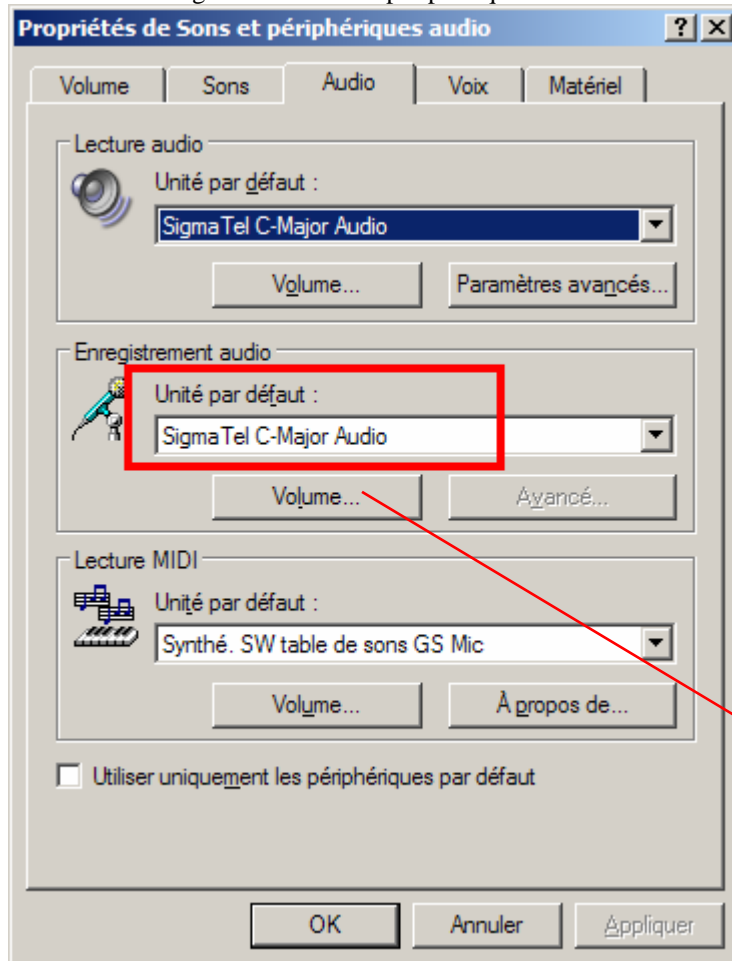 Propriétés de Sons et périphériques audio
Volume Sons Audio Voix Matériel
Lecture audio
Unité par défaut :
SigmaTel C-Major Audio
Volume... Paramètres avancés...
Enregistrement audio
Unité par défaut :
SigmaTel C-Major Audio
Volume... Avancé...
Lecture MIDI
Unité par défaut :
Synthé. SW table de sons GS Mic
Volume... À propos de...
Utiliser uniquement les périphériques par défaut
OK Annuler Appliquer